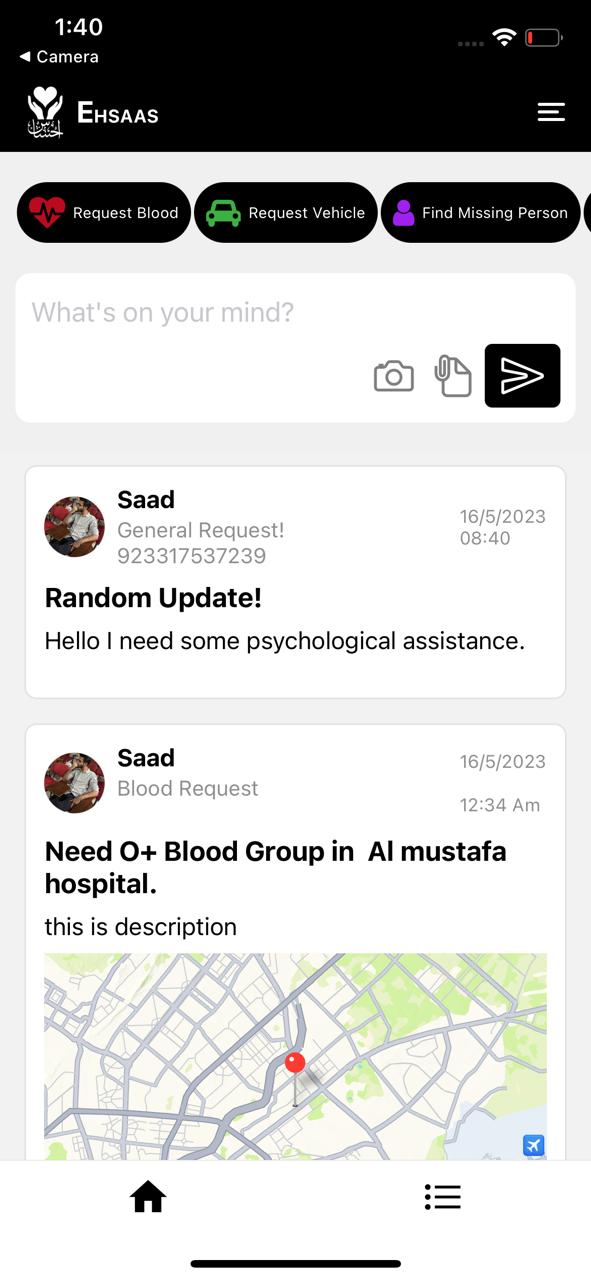 1:40
◀ Camera
احساس
EHSAAS
Request Blood
Request Vehicle
Find Missing Person
What's on your mind?
Saad
General Request!
923317537239
16/5/2023
08:40
Random Update!
Hello I need some psychological assistance.
Saad
Blood Request
16/5/2023
12:34 Am
Need O+ Blood Group in  Al mustafa
hospital.
this is description